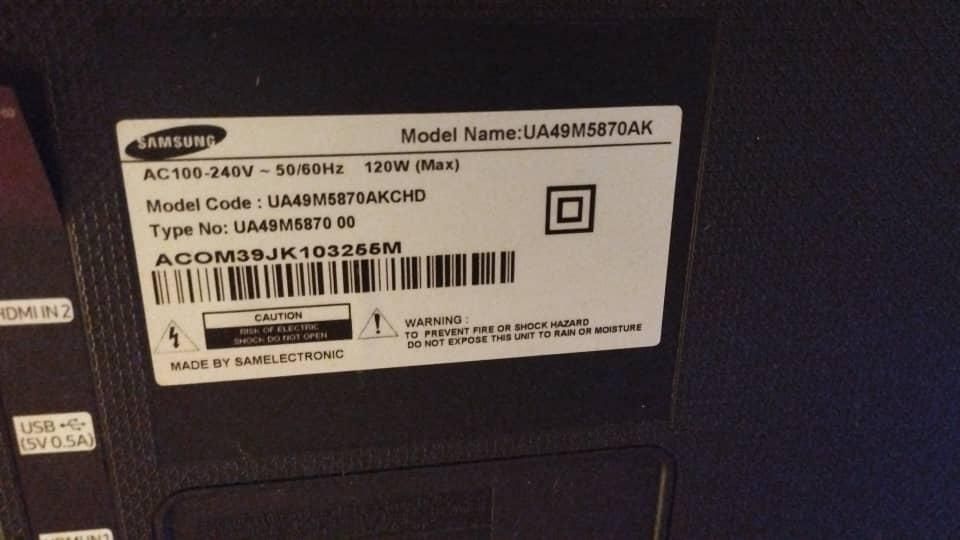 SAMSUNG
Model Name:UA49M5870AK
AC100-240V ~ 50/60Hz 120W (Max)
Model Code : UA49M5870AKCHD
Type No: UA49M5870 00
ACOM39JK103255M
CAUTION
RISK OF ELECTRIC
SHOCK DO NOT OPEN
WARNING :
TO PREVENT FIRE OR SHOCK HAZARD
DO NOT EXPOSE THIS UNIT TO RAIN OR MOISTURE
MADE BY SAMELECTRONIC
HDMI IN 2
USB
(5V 0.5A)